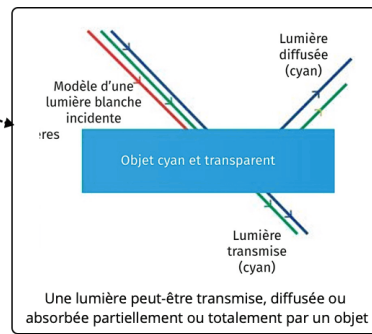 Lumière
diffusée
(cyan)
Modèle d'une
lumière blanche
incidente
ères
Objet cyan et transparent
Lumière
transmise
(cyan)
Une lumière peut-être transmise, diffusée ou
absorbée partiellement ou totalement par un objet